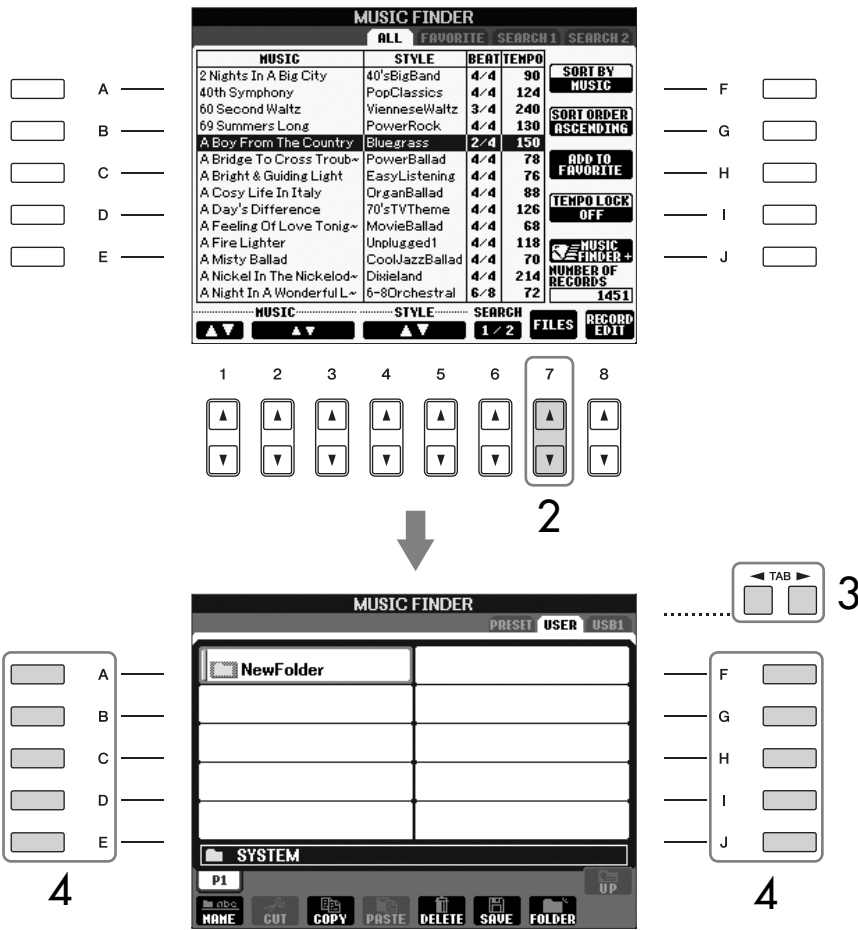 MUSIC FINDER
ALL FAVORITE SEARCH 1 SEARCH 2
MUSIC STYLE BEAT TEMPO
2 Nights In A Big City 40'sBigBand 4/4 90
40th Symphony PopClassics 4/4 124
60 Second Waltz VienneseWaltz 3/4 240
69 Summers Long PowerRock 4/4 130
A Boy From The Country Bluegrass 2/4 150
A Bridge To Cross Troub~ PowerBallad 4/4 78
A Bright & Guiding Light EasyListening 4/4 76
A Cosy Life In Italy OrganBallad 4/4 88
A Day's Difference 70'sTVTheme 4/4 126
A Feeling Of Love Tonig~ MovieBallad 4/4 68
A Fire Lighter Unplugged1 4/4 118
A Misty Ballad CoolJazzBallad 4/4 70
A Nickel In The Nickelod~ Dixieland 4/4 214
A Night In A Wonderful L~ 6-8Orchestral 6/8 72
SORT BY
MUSIC
SORT ORDER
ASCENDING
ADD TO
FAVORITE
TEMPO LOCK
OFF
MUSIC
FINDER +
NUMBER OF
RECORDS
1451
MUSIC STYLE SEARCH
1 / 2 FILES RECORD
EDIT
A
B
C
D
E
F
G
H
I
J
1 2 3 4 5 6 7 8
2
TAB
3
MUSIC FINDER
PRESET USER USB1
NewFolder
SYSTEM
P1
UP
abc
NAME CUT COPY PASTE DELETE SAVE FOLDER
A
B
C
D
E
4
F
G
H
I
J
4